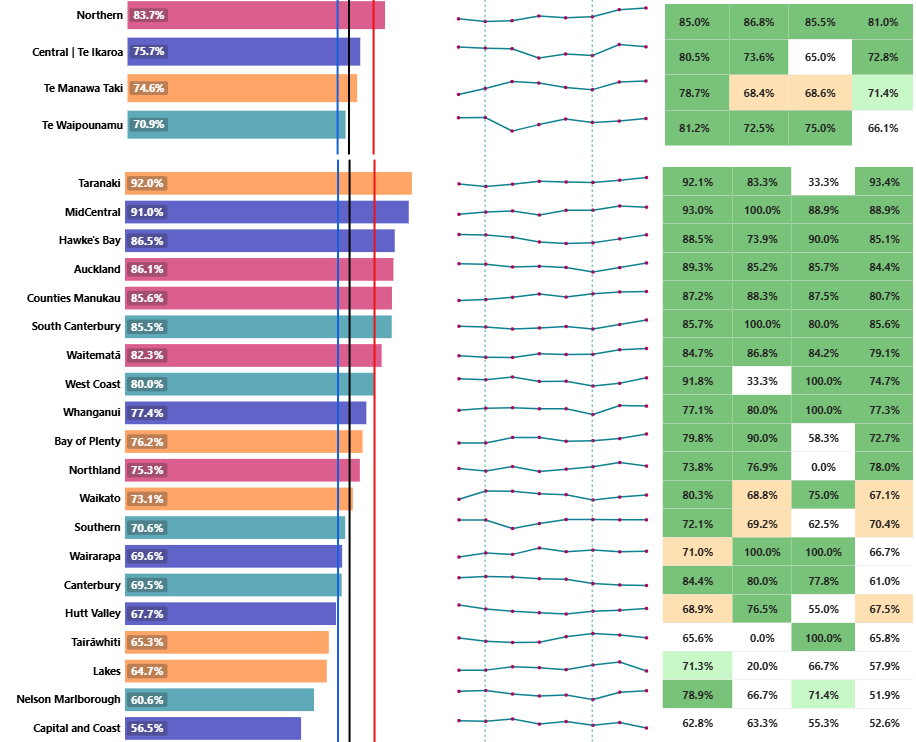 Northern 83.7% 85.0% 86.8% 85.5% 81.0%
Central | Te Ikaroa 75.7% 80.5% 73.6% 65.0% 72.8%
Te Manawa Taki 74.6% 78.7% 68.4% 68.6% 71.4%
Te Waipounamu 70.9% 81.2% 72.5% 75.0% 66.1%
Taranaki 92.0% 92.1% 83.3% 33.3% 93.4%
MidCentral 91.0% 93.0% 100.0% 88.9% 88.9%
Hawke's Bay 86.5% 88.5% 73.9% 90.0% 85.1%
Auckland 86.1% 89.3% 85.2% 85.7% 84.4%
Counties Manukau 85.6% 87.2% 88.3% 87.5% 80.7%
South Canterbury 85.5% 85.7% 100.0% 80.0% 85.6%
Waitematā 82.3% 84.7% 86.8% 84.2% 79.1%
West Coast 80.0% 91.8% 33.3% 100.0% 74.7%
Whanganui 77.4% 77.1% 80.0% 100.0% 77.3%
Bay of Plenty 76.2% 79.8% 90.0% 58.3% 72.7%
Northland 75.3% 73.8% 76.9% 0.0% 78.0%
Waikato 73.1% 80.3% 68.8% 75.0% 67.1%
Southern 70.6% 72.1% 69.2% 62.5% 70.4%
Wairarapa 69.6% 71.0% 100.0% 100.0% 66.7%
Canterbury 69.5% 84.4% 80.0% 77.8% 61.0%
Hutt Valley 67.7% 68.9% 76.5% 55.0% 67.5%
Tairāwhiti 65.3% 65.6% 0.0% 100.0% 65.8%
Lakes 64.7% 71.3% 20.0% 66.7% 57.9%
Nelson Marlborough 60.6% 78.9% 66.7% 71.4% 51.9%
Capital and Coast 56.5% 62.8% 63.3% 55.3% 52.6%